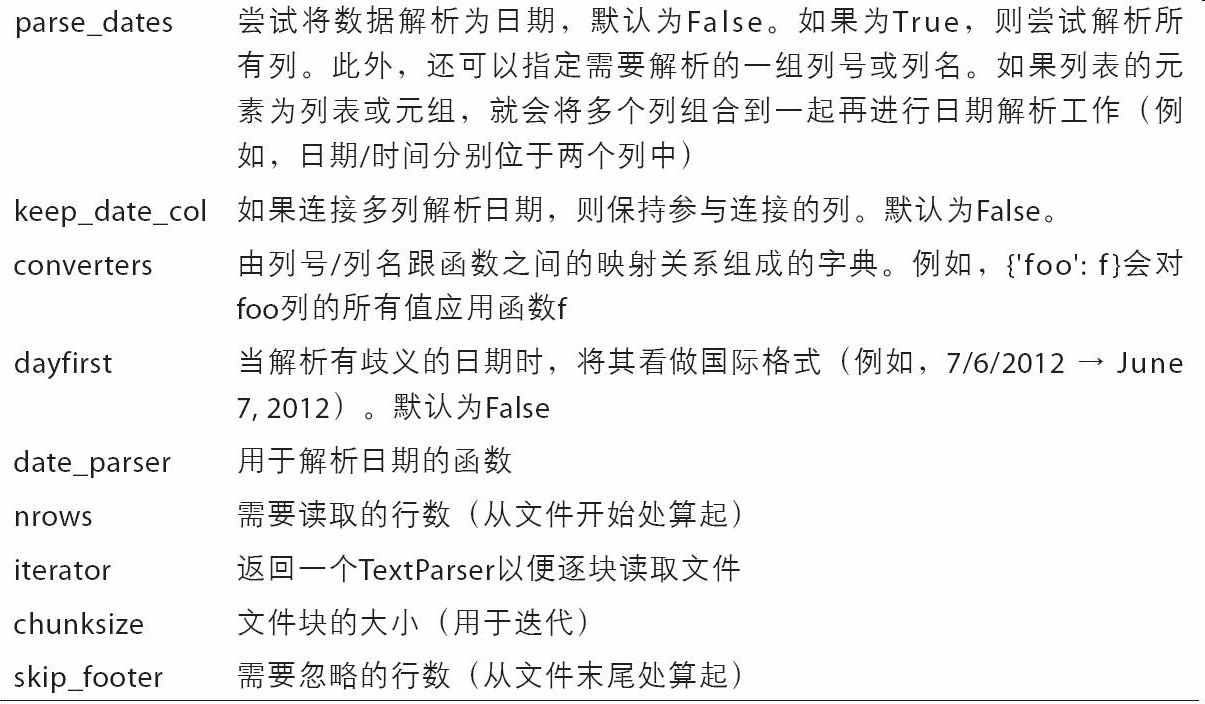 parse_dates 尝试将数据解析为日期，默认为False。如果为True，则尝试解析所
有列。此外，还可以指定需要解析的一组列号或列名。如果列表的元
素为列表或元组，就会将多个列组合到一起再进行日期解析工作（例
如，日期/时间分别位于两个列中）
keep_date_col 如果连接多列解析日期，则保持参与连接的列。默认为False。
converters 由列号/列名跟函数之间的映射关系组成的字典。例如，{'foo': f}会对
foo列的所有值应用函数f
dayfirst 当解析有歧义的日期时，将其看做国际格式（例如，7/6/2012 → June
7, 2012）。默认为False
date_parser 用于解析日期的函数
nrows 需要读取的行数（从文件开始处算起）
iterator 返回一个TextParser以便逐块读取文件
chunksize 文件块的大小（用于迭代）
skip_footer 需要忽略的行数（从文件末尾处算起）